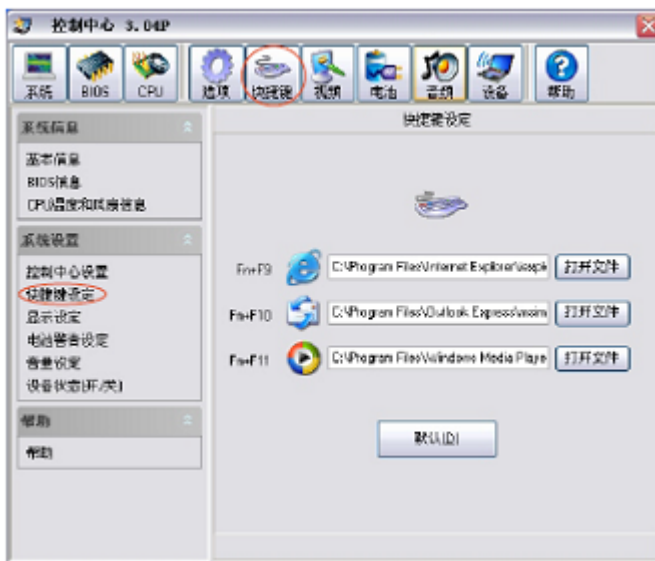 控制中心 3.04P
系统 BIOS CPU 选项 快捷键 视频 电池 音频 设备 帮助
系统信息
基本信息
BIOS信息
CPU温度和风扇信息
系统设置
控制中心设置
快捷键设定
显示设定
电池警告设定
音量设定
设备状态(开/关)
帮助
帮助
快捷键设定
Fn+F9 C:\Program Files\Internet Explorer\iexpl 打开文件
Fn+F10 C:\Program Files\Outlook Express\msim 打开文件
Fn+F11 C:\Program Files\Windows Media Playe 打开文件
默认(D)